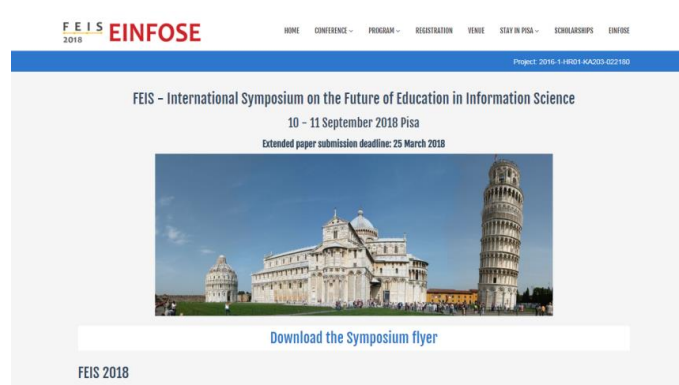 FEIS
2018
EINFOSE
HOME CONFERENCE PROGRAM REGISTRATION VENUE STAY IN PISA SCHOLARSHIPS EINFOSE
Project: 2016-1-HR01-KA203-022180
FEIS - International Symposium on the Future of Education in Information Science
10 - 11 September 2018 Pisa
Extended paper submission deadline: 25 March 2018
Download the Symposium flyer
FEIS 2018